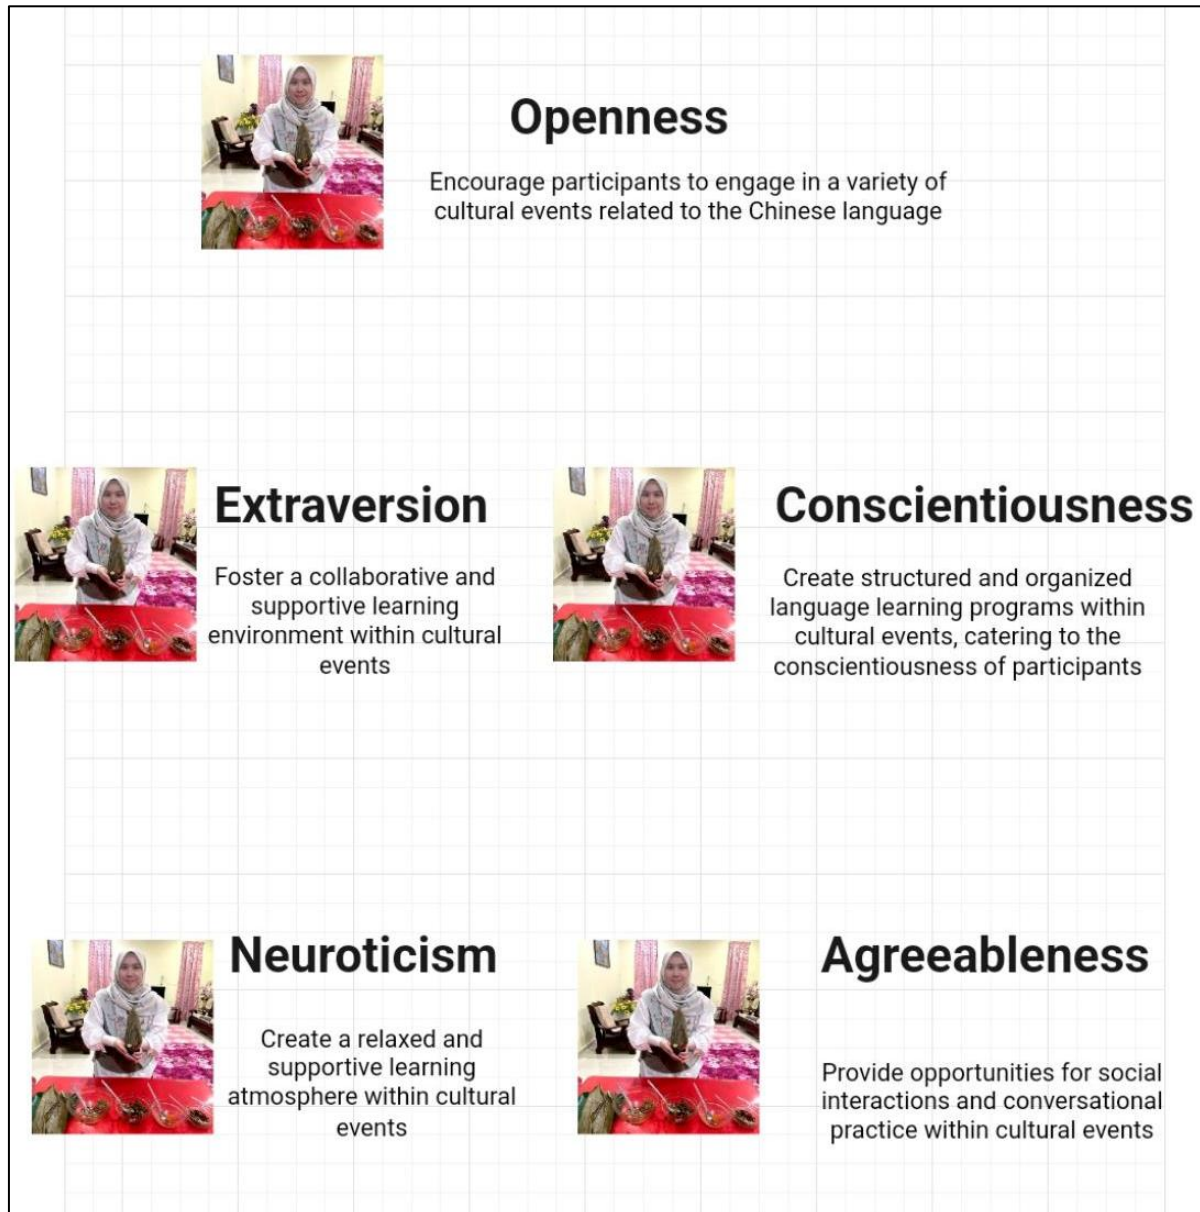 Openness
Encourage participants to engage in a variety of
cultural events related to the Chinese language
Extraversion
Foster a collaborative and
supportive learning
environment within cultural
events
Conscientiousness
Create structured and organized
language learning programs within
cultural events, catering to the
conscientiousness of participants
Neuroticism
Create a relaxed and
supportive learning
atmosphere within cultural
events
Agreeableness
Provide opportunities for social
interactions and conversational
practice within cultural events